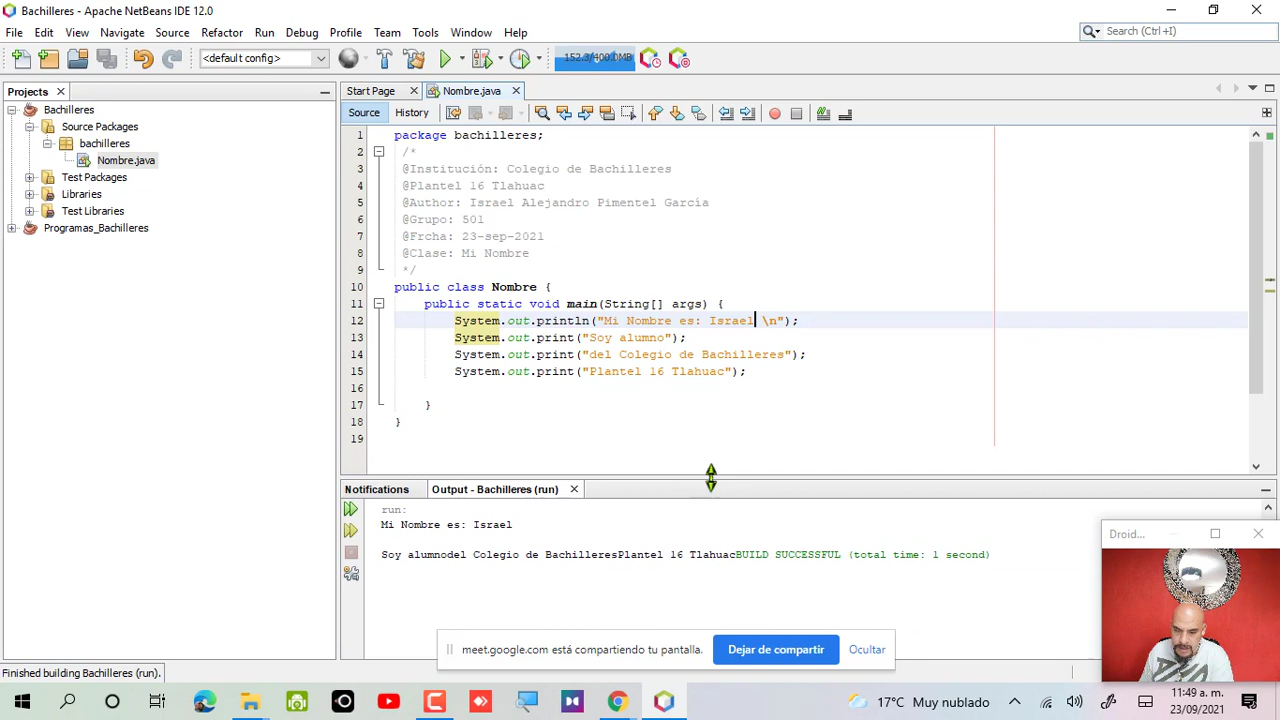 Bachilleres - Apache NetBeans IDE 12.0
File Edit View Navigate Source Refactor Run Debug Profile Team Tools Window Help
Search (Ctrl+I)
<default config>
152.3/400.0MB
Projects
Start Page
Nombre.java
Bachilleres
Source Packages
bachilleres
Nombre.java
Test Packages
Libraries
Test Libraries
Programas_Bachilleres
Source History
1 package bachilleres;
2 /*
3 @Institución: Colegio de Bachilleres
4 @Plantel 16 Tlahuac
5 @Author: Israel Alejandro Pimentel García
6 @Grupo: 501
7 @Frcha: 23-sep-2021
8 @Clase: Mi Nombre
9 */
10 public class Nombre {
11 public static void main(String[] args) {
12 System.out.println("Mi Nombre es: Israel \n");
13 System.out.print("Soy alumno");
14 System.out.print("del Colegio de Bachilleres");
15 System.out.print("Plantel 16 Tlahuac");
16
17 }
18 }
19
Notifications
Output - Bachilleres (run)
run:
Mi Nombre es: Israel
Soy alumnodel Colegio de BachilleresPlantel 16 TlahuacBUILD SUCCESSFUL (total time: 1 second)
Droid...
meet.google.com está compartiendo tu pantalla.
Dejar de compartir
Ocultar
Finished building Bachilleres (run).
17°C Muy nublado
11:49 a. m.
23/09/2021